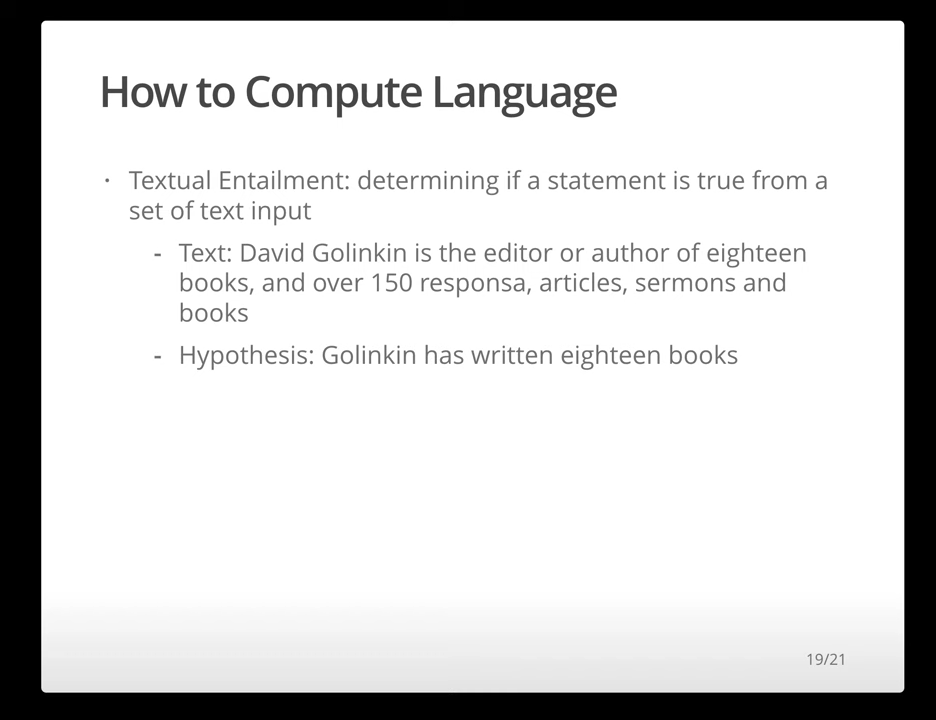 How to Compute Language
· Textual Entailment: determining if a statement is true from a
set of text input
- Text: David Golinkin is the editor or author of eighteen
books, and over 150 responsa, articles, sermons and
books
- Hypothesis: Golinkin has written eighteen books
19/21